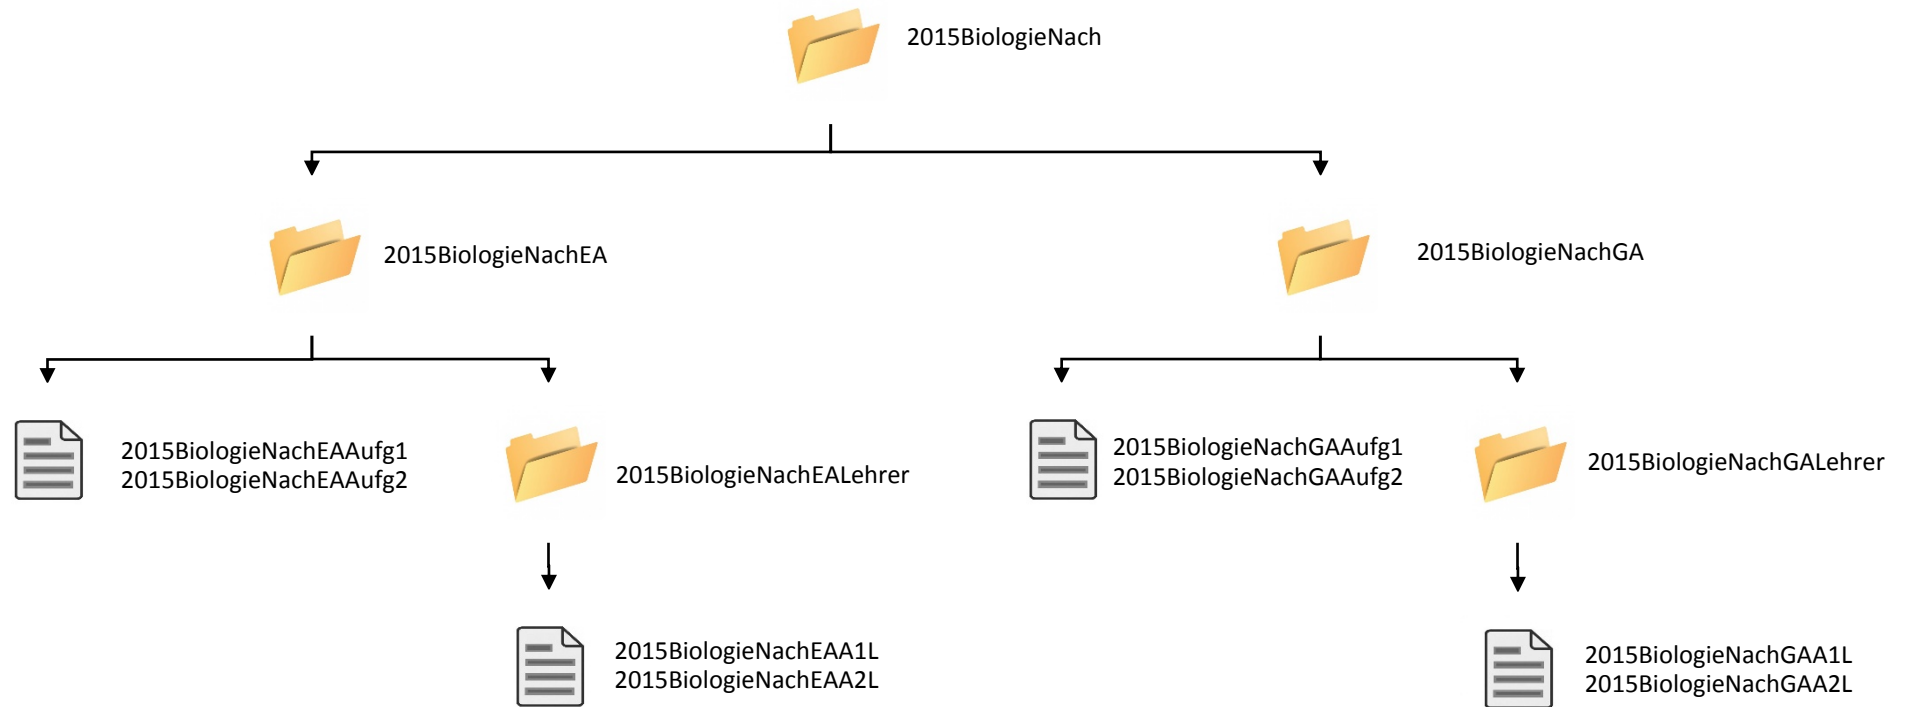 2015BiologieNach
2015BiologieNachEA
2015BiologieNachGA
2015BiologieNachEAAufg1
2015BiologieNachEAAufg2
2015BiologieNachEALehrer
2015BiologieNachGAAufg1
2015BiologieNachGAAufg2
2015BiologieNachGALehrer
2015BiologieNachEAA1L
2015BiologieNachEAA2L
2015BiologieNachGAA1L
2015BiologieNachGAA2L